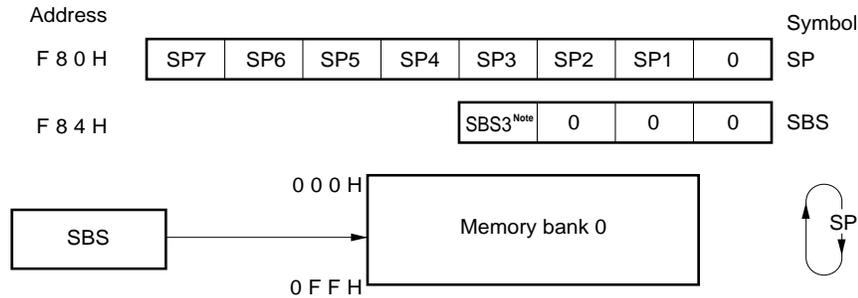 Address
Symbol
F 8 0 H SP7 SP6 SP5 SP4 SP3 SP2 SP1 0 SP
F 8 4 H SBS3Note 0 0 0 SBS
0 0 0 H
SBS Memory bank 0 SP
0 F F H